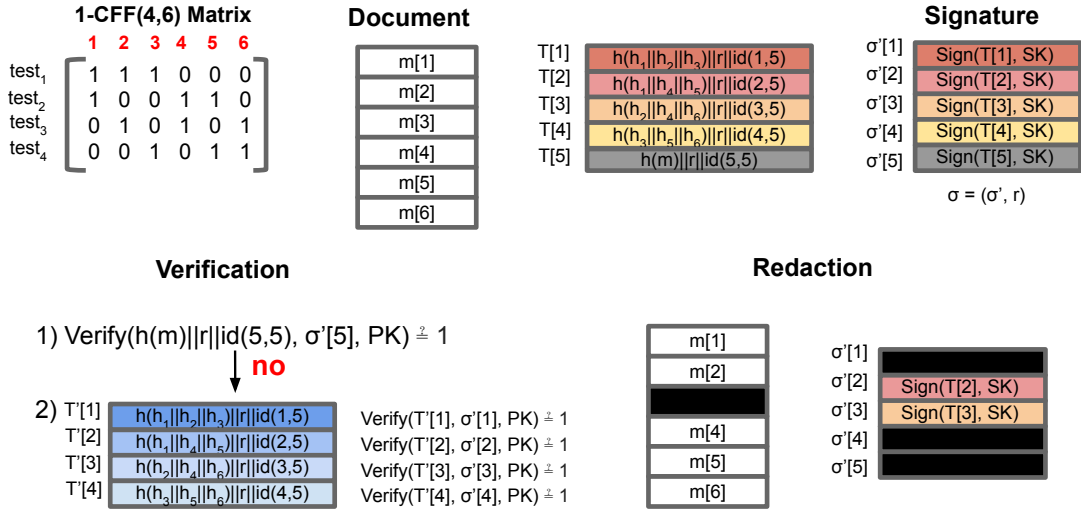 1-CFF(4,6) Matrix
1 2 3 4 5 6
test₁ 1 1 1 0 0 0
test₂ 1 0 0 1 1 0
test₃ 0 1 0 1 0 1
test₄ 0 0 1 0 1 1
Document
m[1]
m[2]
m[3]
m[4]
m[5]
m[6]
T[1] h(h₁||h₂||h₃)||r||id(1,5)
T[2] h(h₁||h₄||h₅)||r||id(2,5)
T[3] h(h₂||h₄||h₆)||r||id(3,5)
T[4] h(h₃||h₅||h₆)||r||id(4,5)
T[5] h(m)||r||id(5,5)
Signature
σ'[1] Sign(T[1], SK)
σ'[2] Sign(T[2], SK)
σ'[3] Sign(T[3], SK)
σ'[4] Sign(T[4], SK)
σ'[5] Sign(T[5], SK)
σ = (σ', r)
Verification
1) Verify(h(m)||r||id(5,5), σ'[5], PK) ≟ 1
no
2) T'[1] h(h₁||h₂||h₃)||r||id(1,5) Verify(T'[1], σ'[1], PK) ≟ 1
T'[2] h(h₁||h₄||h₅)||r||id(2,5) Verify(T'[2], σ'[2], PK) ≟ 1
T'[3] h(h₂||h₄||h₆)||r||id(3,5) Verify(T'[3], σ'[3], PK) ≟ 1
T'[4] h(h₃||h₅||h₆)||r||id(4,5) Verify(T'[4], σ'[4], PK) ≟ 1
Redaction
m[1]
m[2]
m[4]
m[5]
m[6]
σ'[1]
σ'[2] Sign(T[2], SK)
σ'[3] Sign(T[3], SK)
σ'[4]
σ'[5]